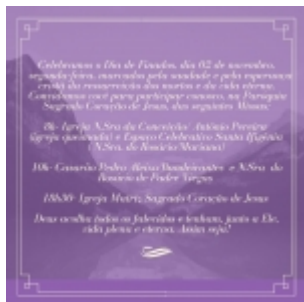 Celebramos o Dia de Finados, dia 02 de novembro,
segunda-feira, marcados pela saudade e pela esperança
cristã da ressurreição dos mortos e da vida eterna.
Convidamos você para participar conosco, na Paróquia
Sagrado Coração de Jesus, das seguintes Missas:
8h- Igreja N.Sra da Conceição/ Antônio Pereira
(igreja queimada) e Espaço Celebrativo Santa Efigênia
( N.Sra. do Rosário Mariana)
10h- Pedro Aleixo Bandeirantes e N.Sra do
Rosário de Padre Viegas
18h30- Igreja Matriz Sagrado Coração de Jesus
Deus acolha todos os falecidos e tenham, junto a Ele,
vida plena e eterna. Assim seja!